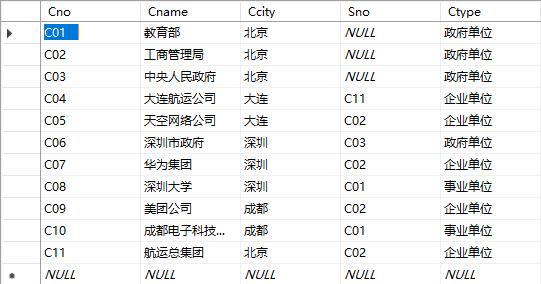 Cno Cname Ccity Sno Ctype
C01 教育部 北京 NULL 政府单位
C02 工商管理局 北京 NULL 政府单位
C03 中央人民政府 北京 NULL 政府单位
C04 大连航运公司 大连 C11 企业单位
C05 天空网络公司 大连 C02 企业单位
C06 深圳市政府 深圳 C03 政府单位
C07 华为集团 深圳 C02 企业单位
C08 深圳大学 深圳 C01 事业单位
C09 美团公司 成都 C02 企业单位
C10 成都电子科技... 成都 C01 事业单位
C11 航运总集团 北京 C02 企业单位
NULL NULL NULL NULL NULL